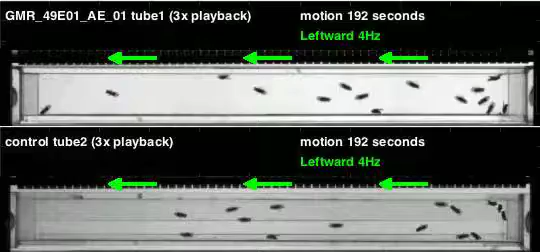 GMR_49E01_AE_01 tube1 (3x playback) motion 192 seconds
Leftward 4Hz
control tube2 (3x playback) motion 192 seconds
Leftward 4Hz